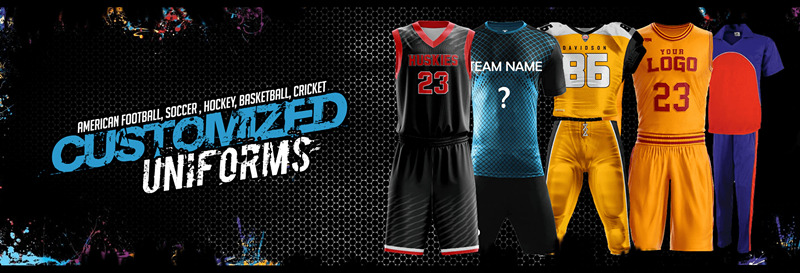 AMERICAN FOOTBALL, SOCCER, HOCKEY, BASKETBALL, CRICKET
CUSTOMIZED
UNIFORMS
HUSKIES
23
TEAM NAME
?
DAVIDSON
86
YOUR
LOGO
23